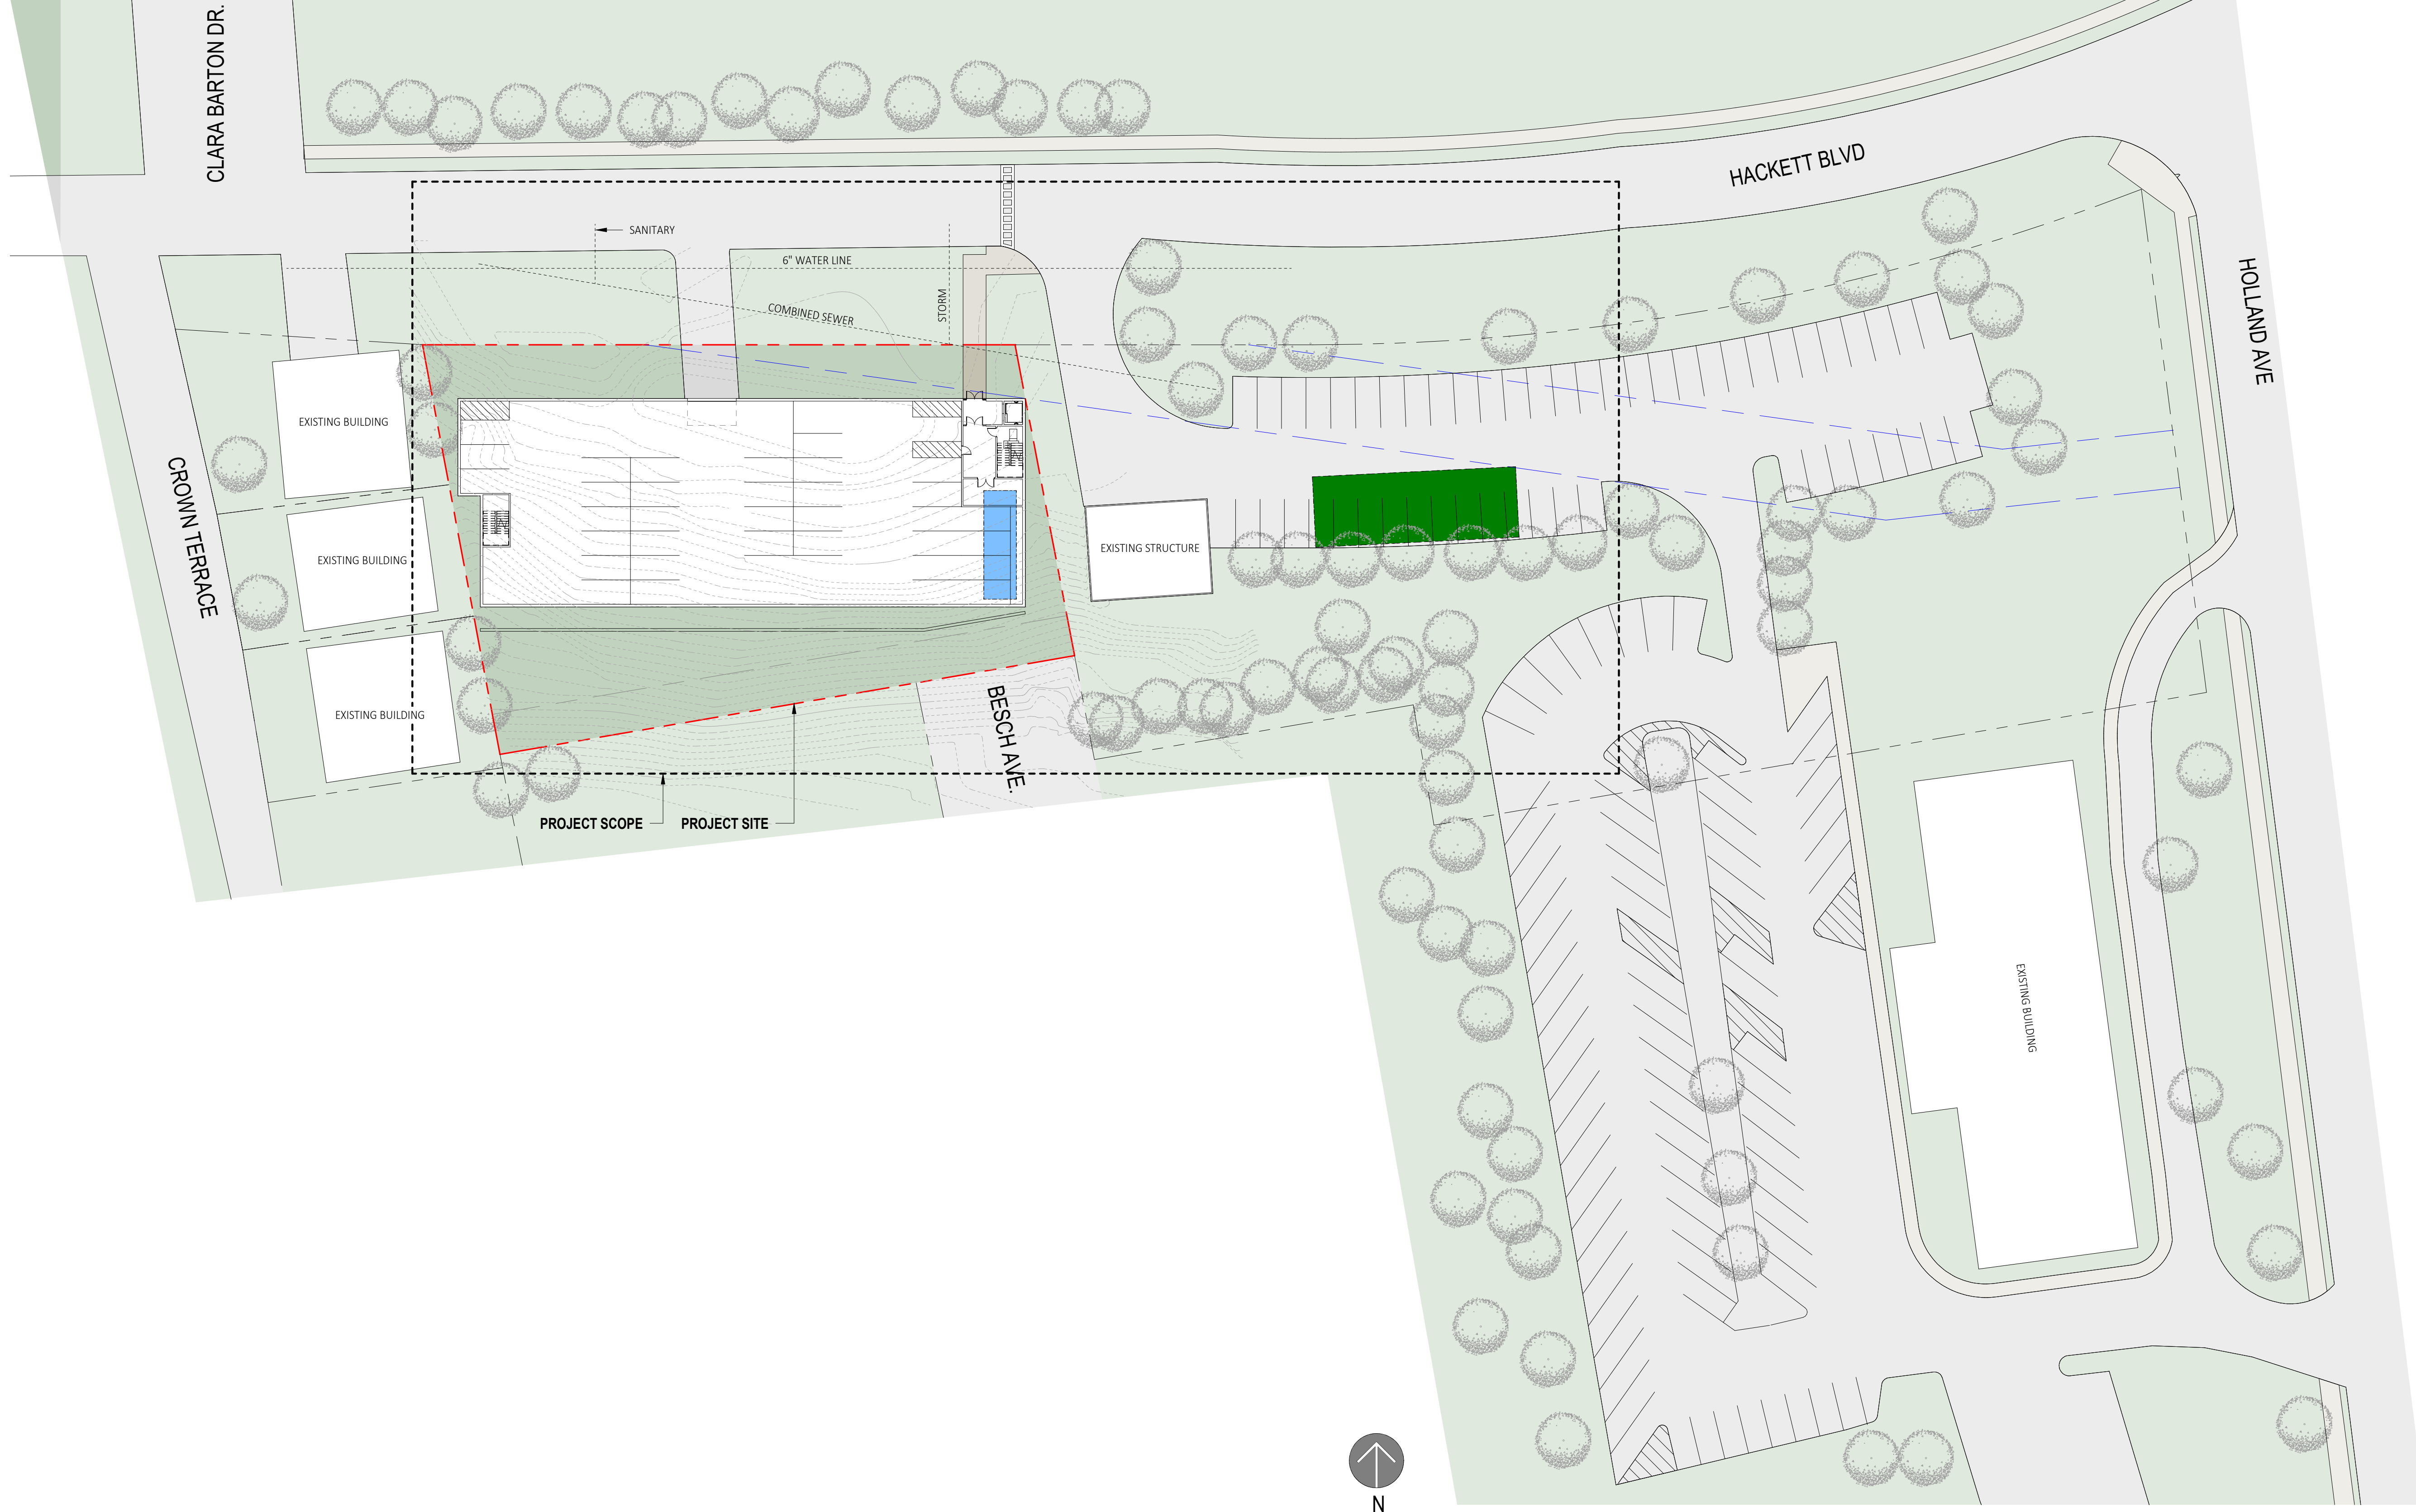 CLARA BARTON DR.
HACKETT BLVD
SANITARY
6" WATER LINE
COMBINED SEWER
STORM
HOLLAND AVE
EXISTING BUILDING
CROWN TERRACE
EXISTING BUILDING
EXISTING STRUCTURE
EXISTING BUILDING
BESCH AVE.
PROJECT SCOPE
PROJECT SITE
EXISTING BUILDING
N